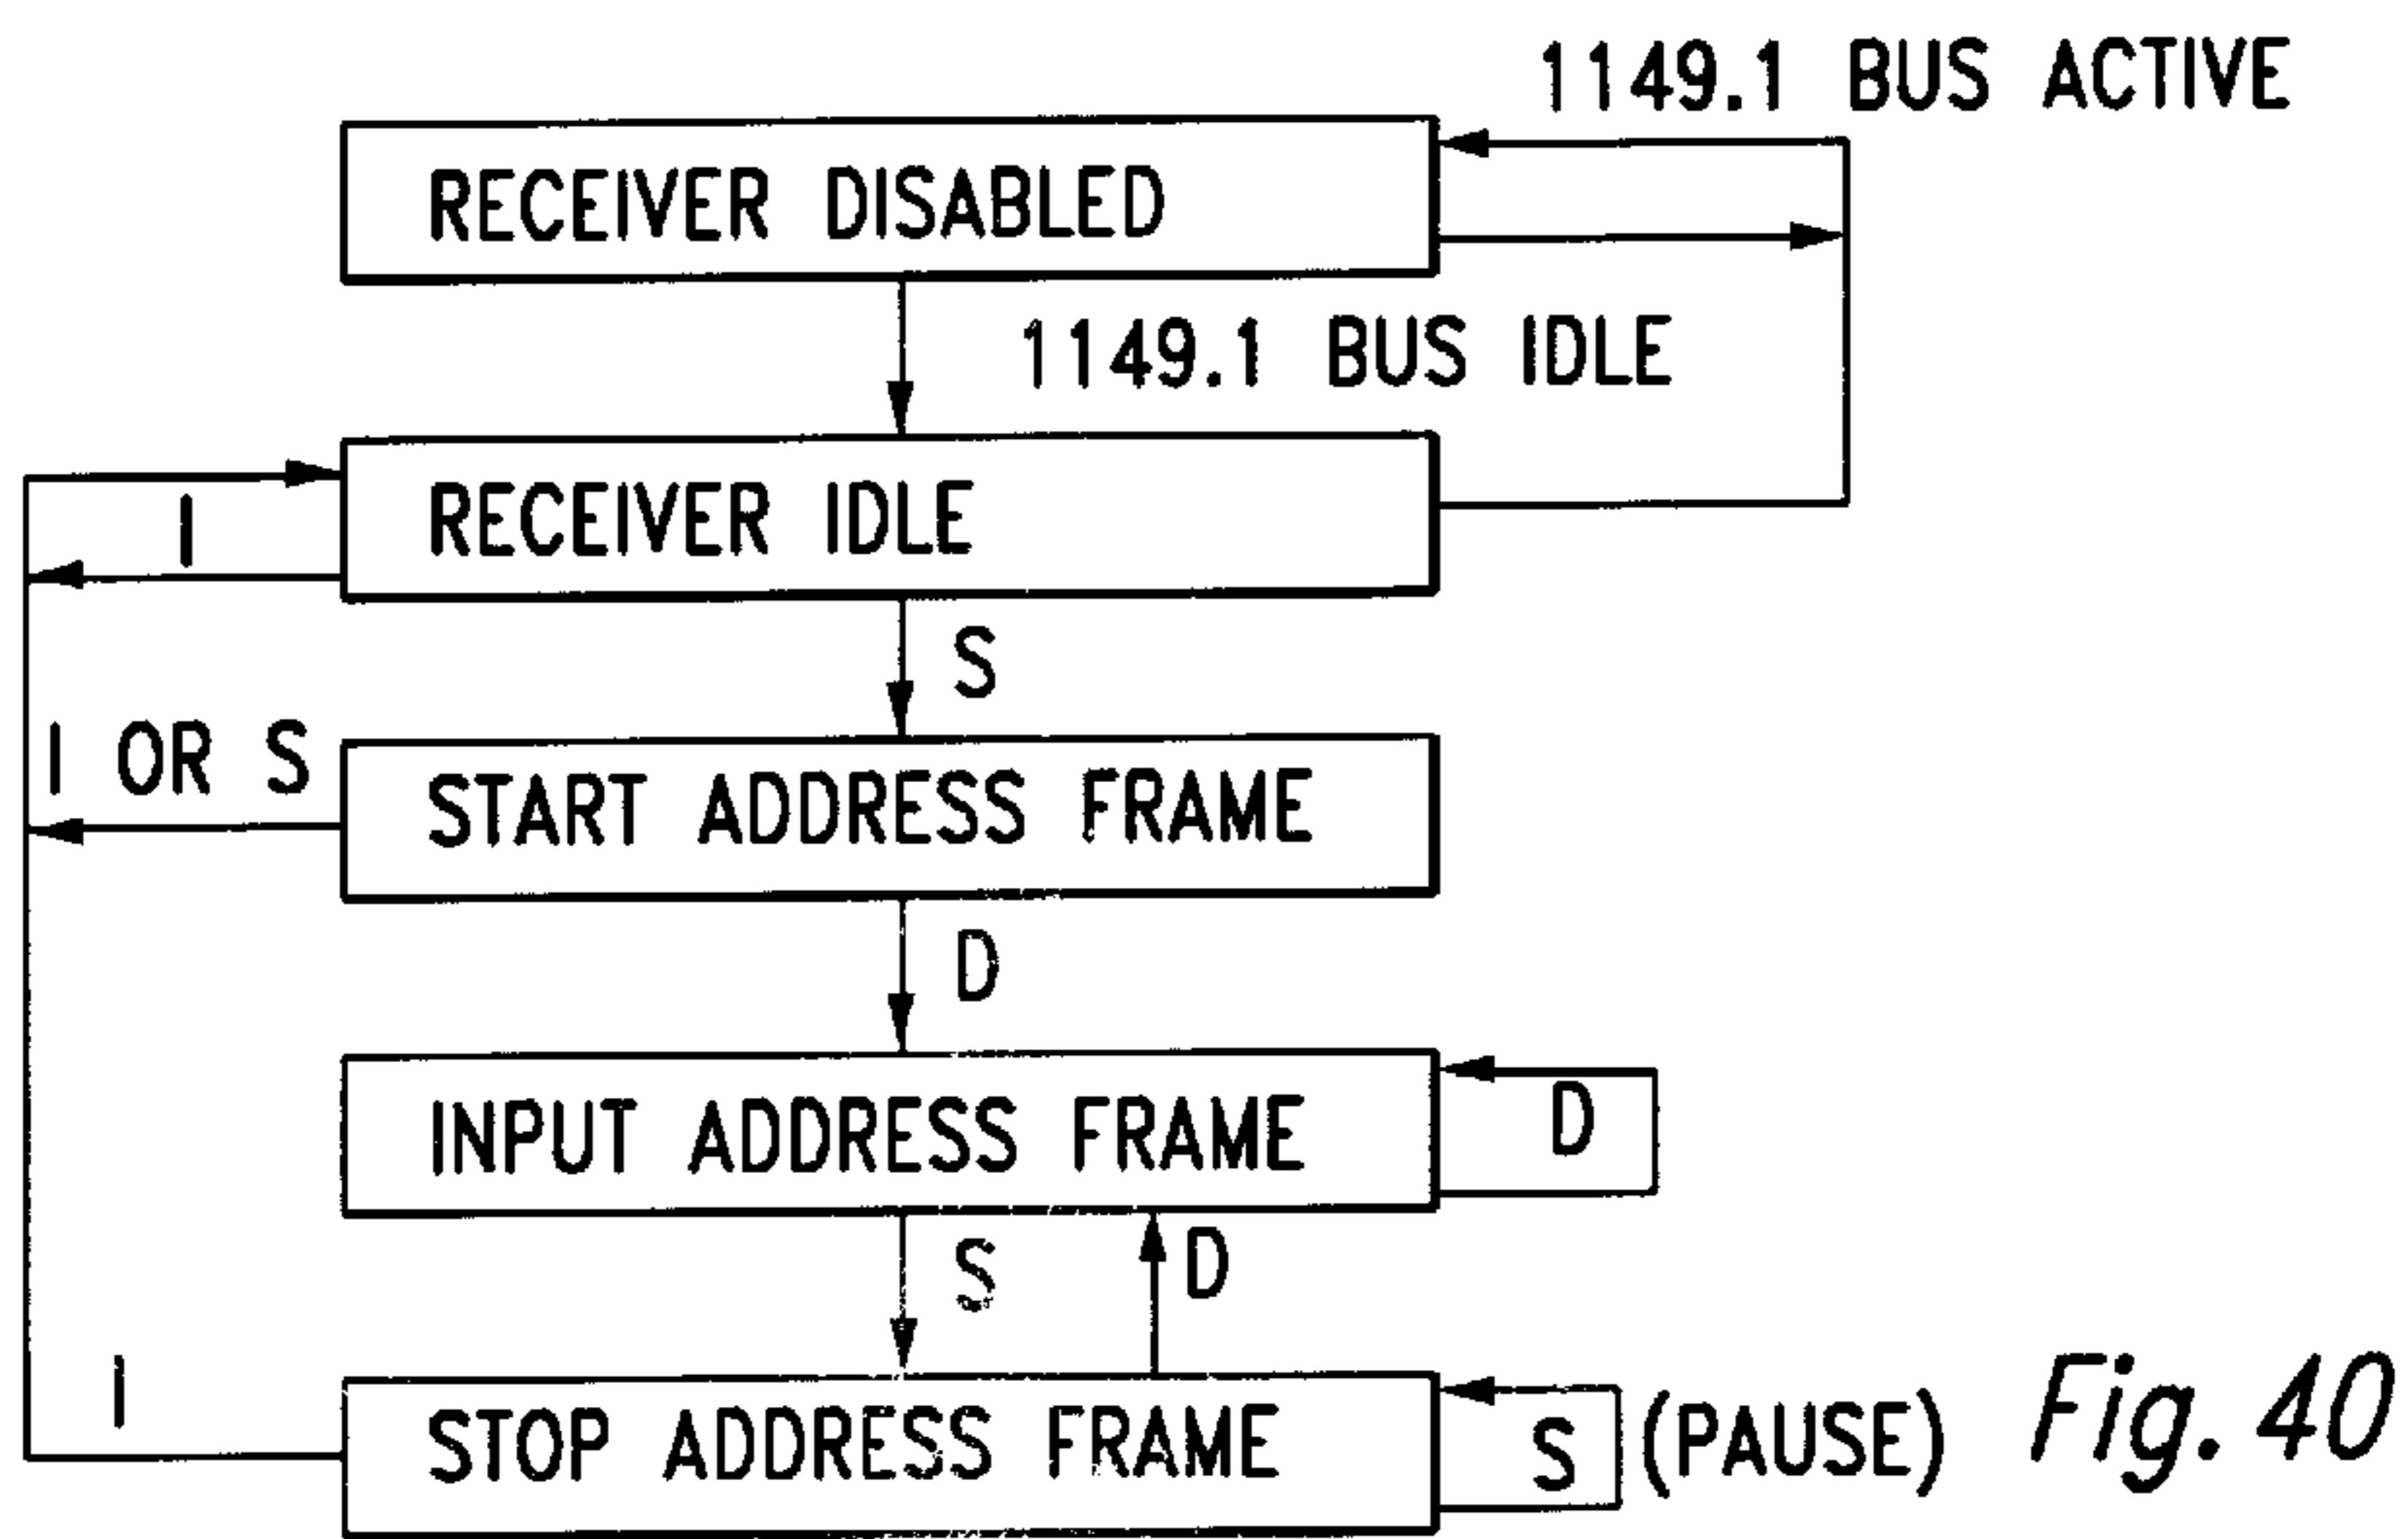 1149.1 BUS ACTIVE
RECEIVER DISABLED
1149.1 BUS IDLE
I
RECEIVER IDLE
S
I OR S
START ADDRESS FRAME
D
INPUT ADDRESS FRAME
D
S
D
I
STOP ADDRESS FRAME
S
(PAUSE)
Fig. 40